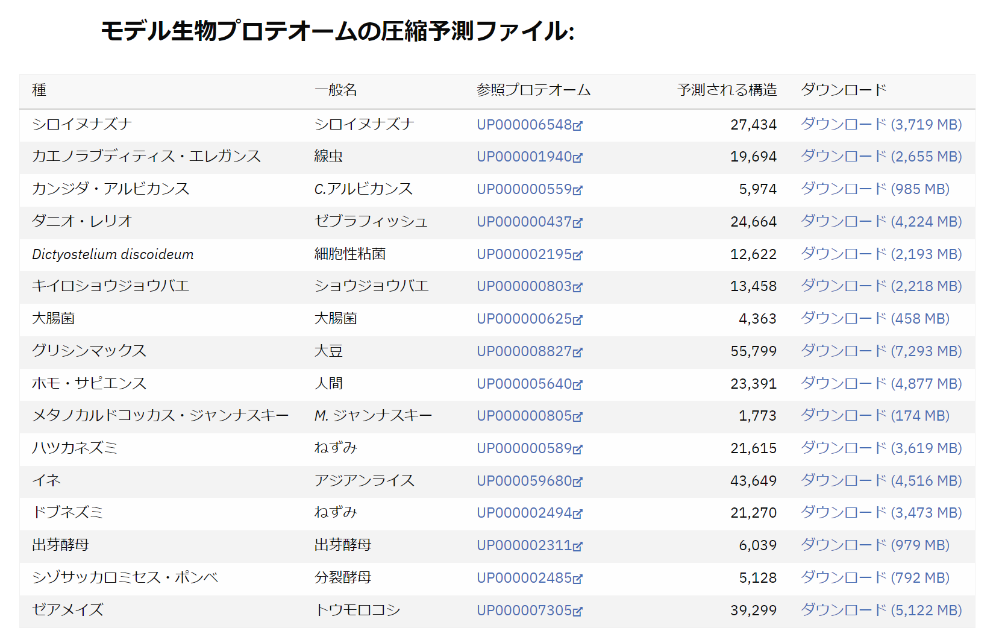 モデル生物プロテオームの圧縮予測ファイル:
種 一般名 参照プロテオーム 予測される構造 ダウンロード
シロイヌナズナ シロイヌナズナ UP000006548 27,434 ダウンロード (3,719 MB)
カエノラブディティス・エレガンス 線虫 UP000001940 19,694 ダウンロード (2,655 MB)
カンジダ・アルビカンス C.アルビカンス UP000000559 5,974 ダウンロード (985 MB)
ダニオ・レリオ ゼブラフィッシュ UP000000437 24,664 ダウンロード (4,224 MB)
Dictyostelium discoideum 細胞性粘菌 UP000002195 12,622 ダウンロード (2,193 MB)
キイロショウジョウバエ ショウジョウバエ UP000000803 13,458 ダウンロード (2,218 MB)
大腸菌 大腸菌 UP000000625 4,363 ダウンロード (458 MB)
グリシンマックス 大豆 UP000008827 55,799 ダウンロード (7,293 MB)
ホモ・サピエンス 人間 UP000005640 23,391 ダウンロード (4,877 MB)
メタノカルドコッカス・ジャンナスキー M. ジャンナスキー UP000000805 1,773 ダウンロード (174 MB)
ハツカネズミ ねずみ UP000000589 21,615 ダウンロード (3,619 MB)
イネ アジアンライス UP000059680 43,649 ダウンロード (4,516 MB)
ドブネズミ ねずみ UP000002494 21,270 ダウンロード (3,473 MB)
出芽酵母 出芽酵母 UP000002311 6,039 ダウンロード (979 MB)
シゾサッカロミセス・ポンベ 分裂酵母 UP000002485 5,128 ダウンロード (792 MB)
ゼアメイズ トウモロコシ UP000007305 39,299 ダウンロード (5,122 MB)